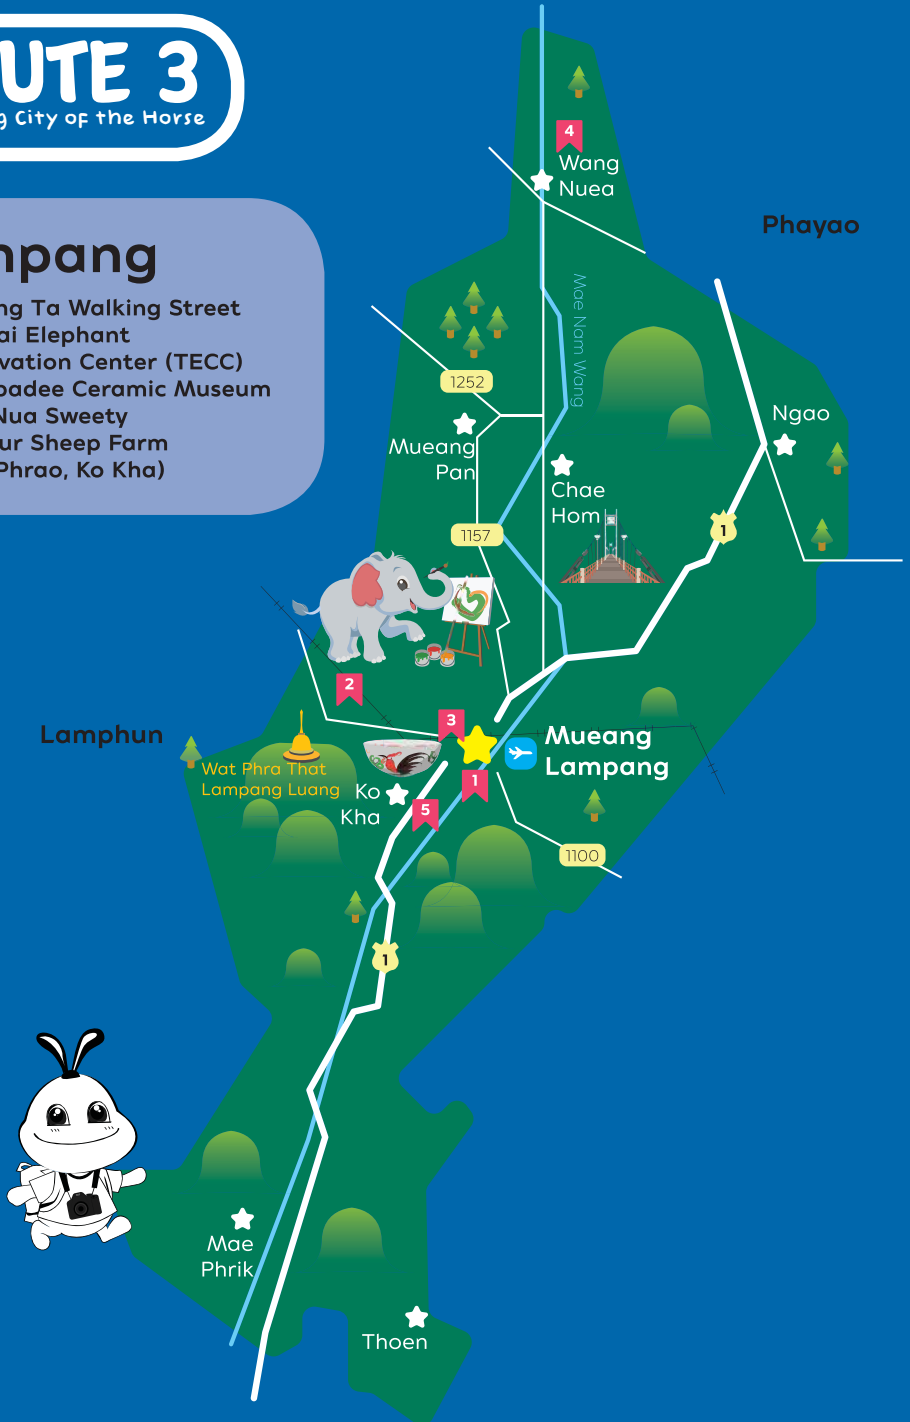 UTE 3
g City of the Horse
npang
ng Ta Walking Street
ai Elephant
vation Center (TECC)
padee Ceramic Museum
Nua Sweety
ur Sheep Farm
Phrao, Ko Kha)
4
Wang
Nuea
Phayao
Mae Nam Wang
1252
Ngao
Mueang
Pan
Chae
Hom
1
1157
2
3
Lamphun
Mueang
Lampang
Wat Phra That
Lampang Luang
1
Ko
Kha
5
1100
1
Mae
Phrik
Thoen